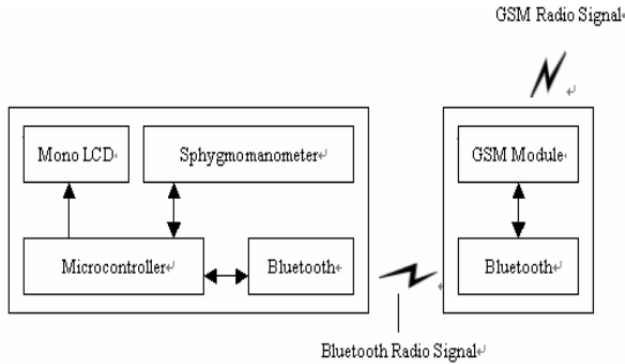 GSM Radio Signal
Mono LCD
Sphygmomanometer
GSM Module
Microcontroller
Bluetooth
Bluetooth
Bluetooth Radio Signal